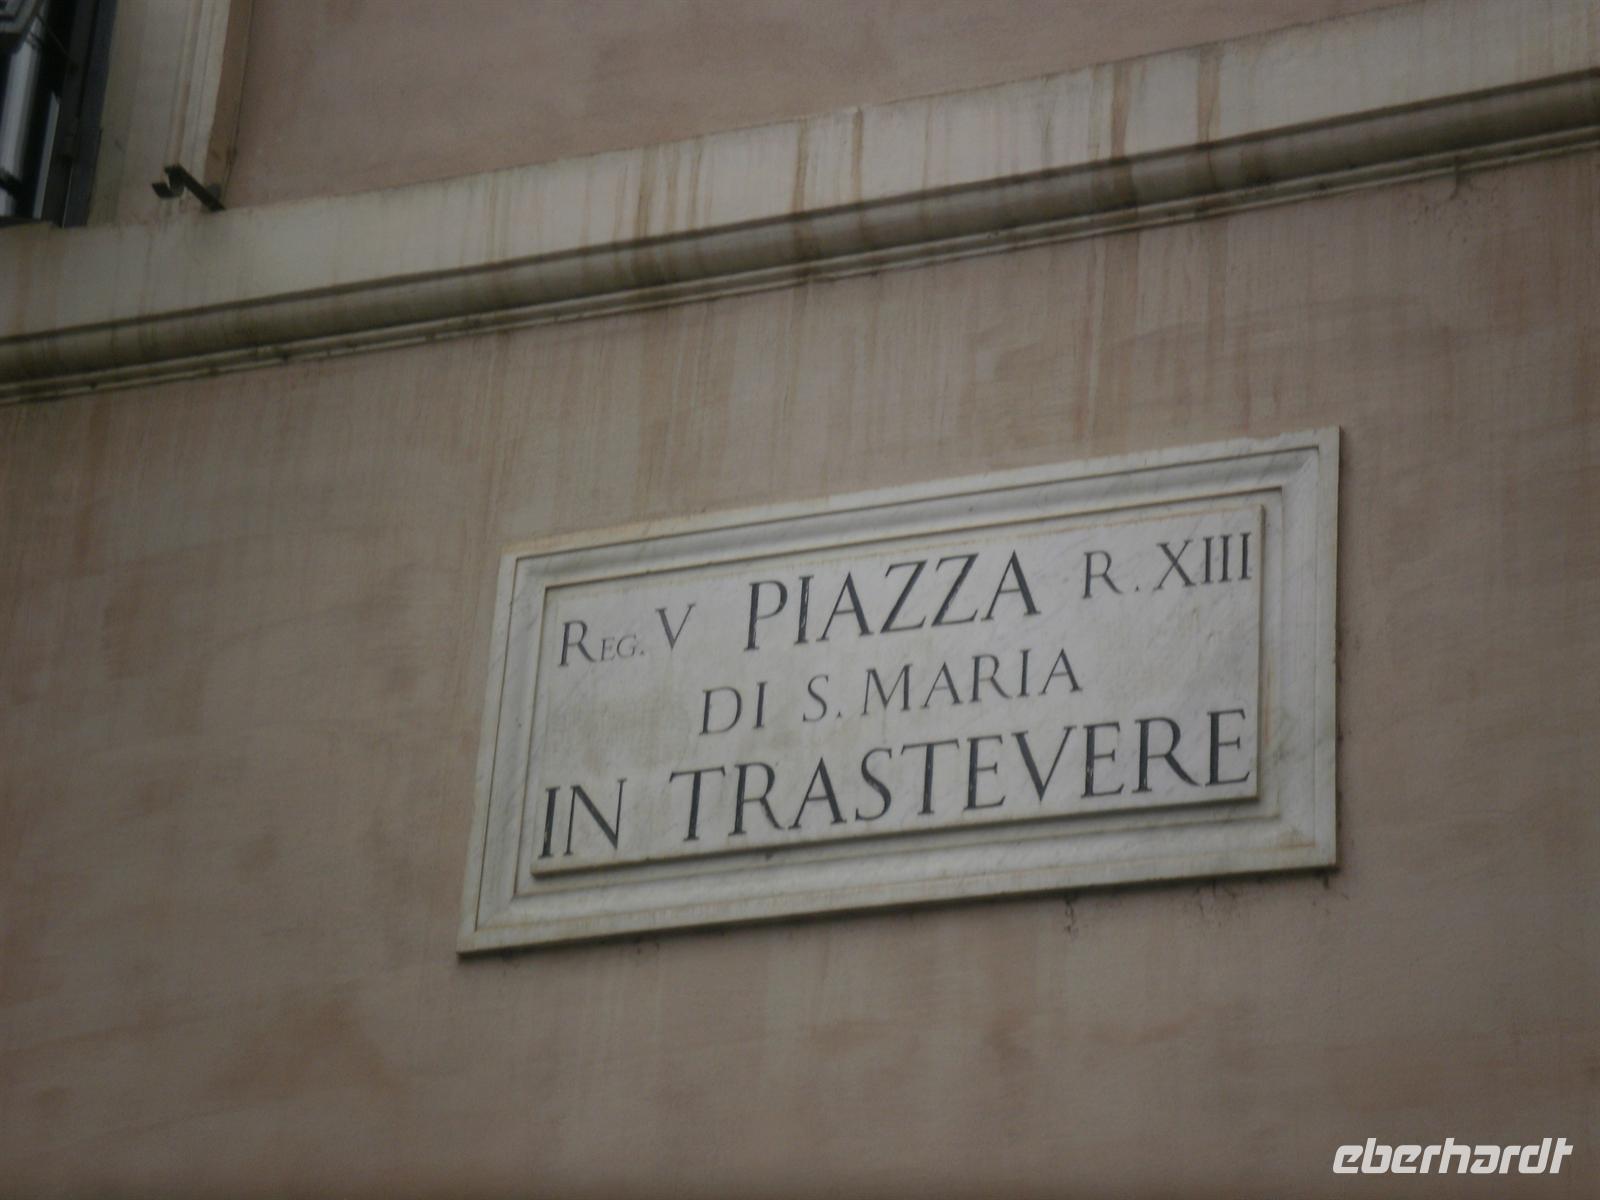 REG. V PIAZZA R. XIII
DI S. MARIA
IN TRASTEVERE
eberhardt